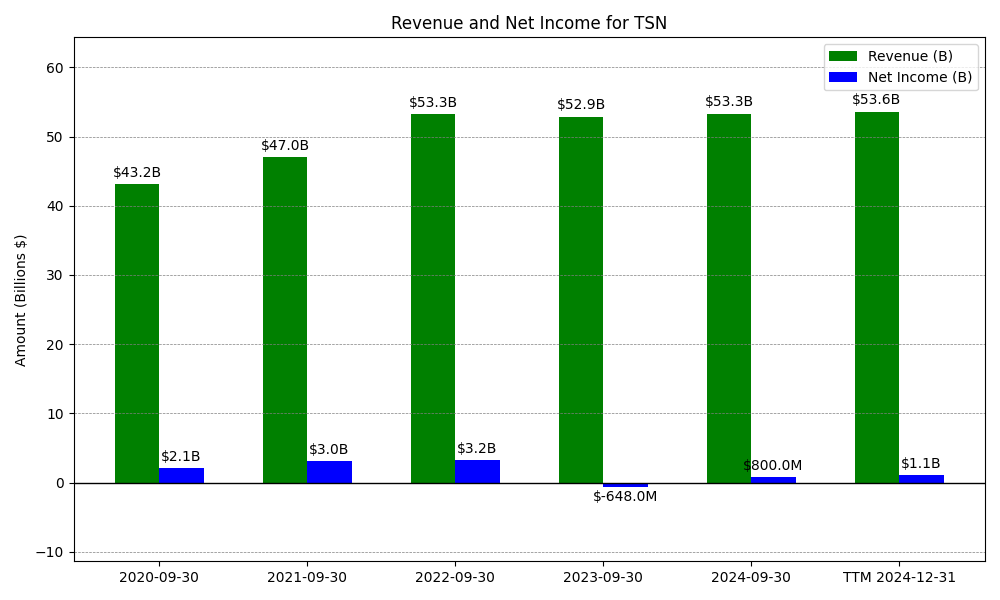 Revenue and Net Income for TSN
Revenue (B)
Net Income (B)
Amount (Billions $)
60
50
40
30
20
10
0
−10
$43.2B
$47.0B
$53.3B
$52.9B
$53.3B
$53.6B
$2.1B
$3.0B
$3.2B
$-648.0M
$800.0M
$1.1B
2020-09-30
2021-09-30
2022-09-30
2023-09-30
2024-09-30
TTM 2024-12-31